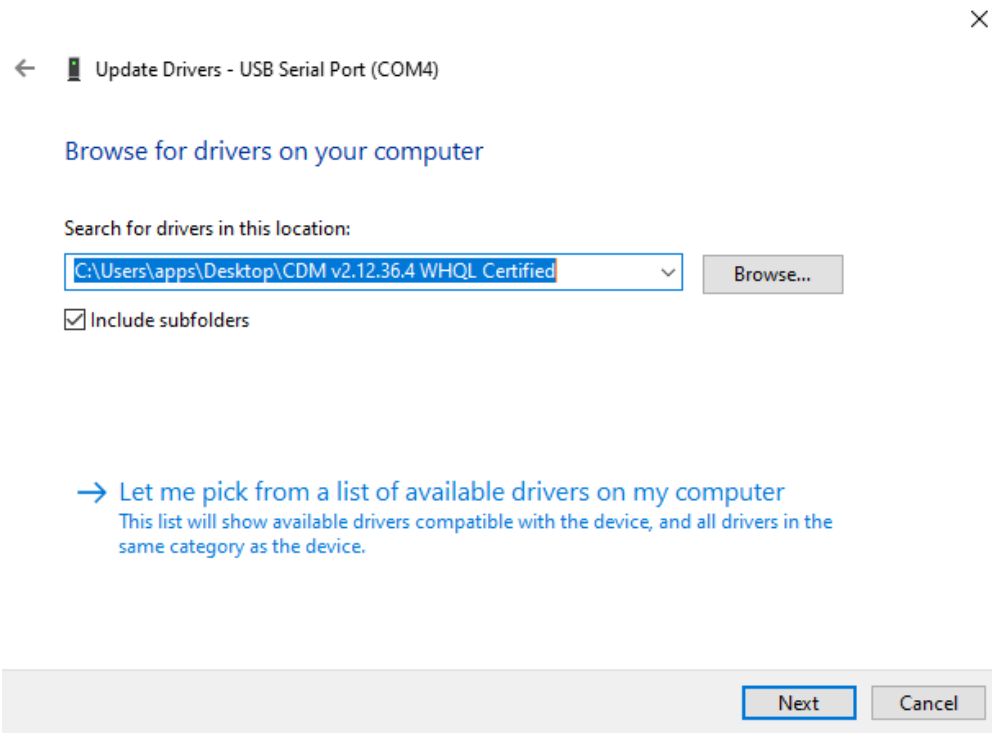 Update Drivers - USB Serial Port (COM4)
Browse for drivers on your computer
Search for drivers in this location:
C:\Users\apps\Desktop\CDM v2.12.36.4 WHQL Certified
Browse...
Include subfolders
Let me pick from a list of available drivers on my computer
This list will show available drivers compatible with the device, and all drivers in the
same category as the device.
Next
Cancel